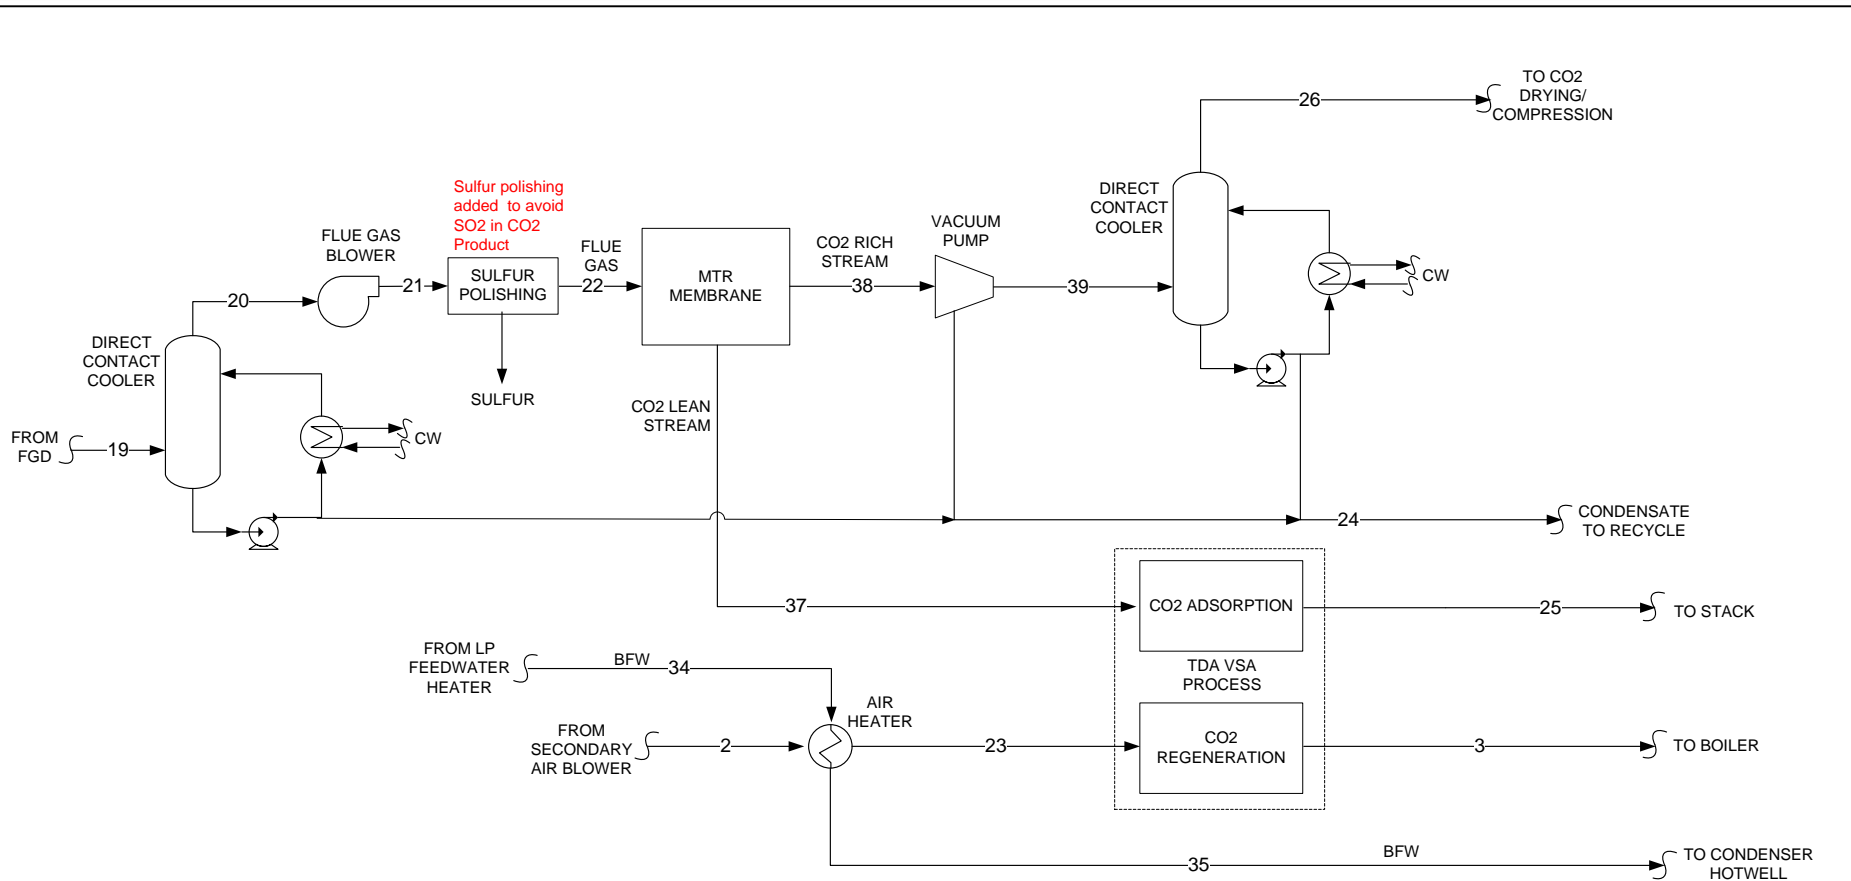 TO CO2
DRYING/
COMPRESSION
26
Sulfur polishing
added to avoid
SO2 in CO2
Product
DIRECT
CONTACT
COOLER
VACUUM
PUMP
FLUE GAS
BLOWER
FLUE
GAS
CO2 RICH
STREAM
SULFUR
POLISHING
MTR
MEMBRANE
CW
20
21
22
38
39
DIRECT
CONTACT
COOLER
SULFUR
CO2 LEAN
STREAM
FROM
FGD
19
CW
24
CONDENSATE
TO RECYCLE
37
CO2 ADSORPTION
25
TO STACK
FROM LP
FEEDWATER
HEATER
BFW
34
TDA VSA
PROCESS
AIR
HEATER
FROM
SECONDARY
AIR BLOWER
2
23
CO2
REGENERATION
3
TO BOILER
35
BFW
TO CONDENSER
HOTWELL